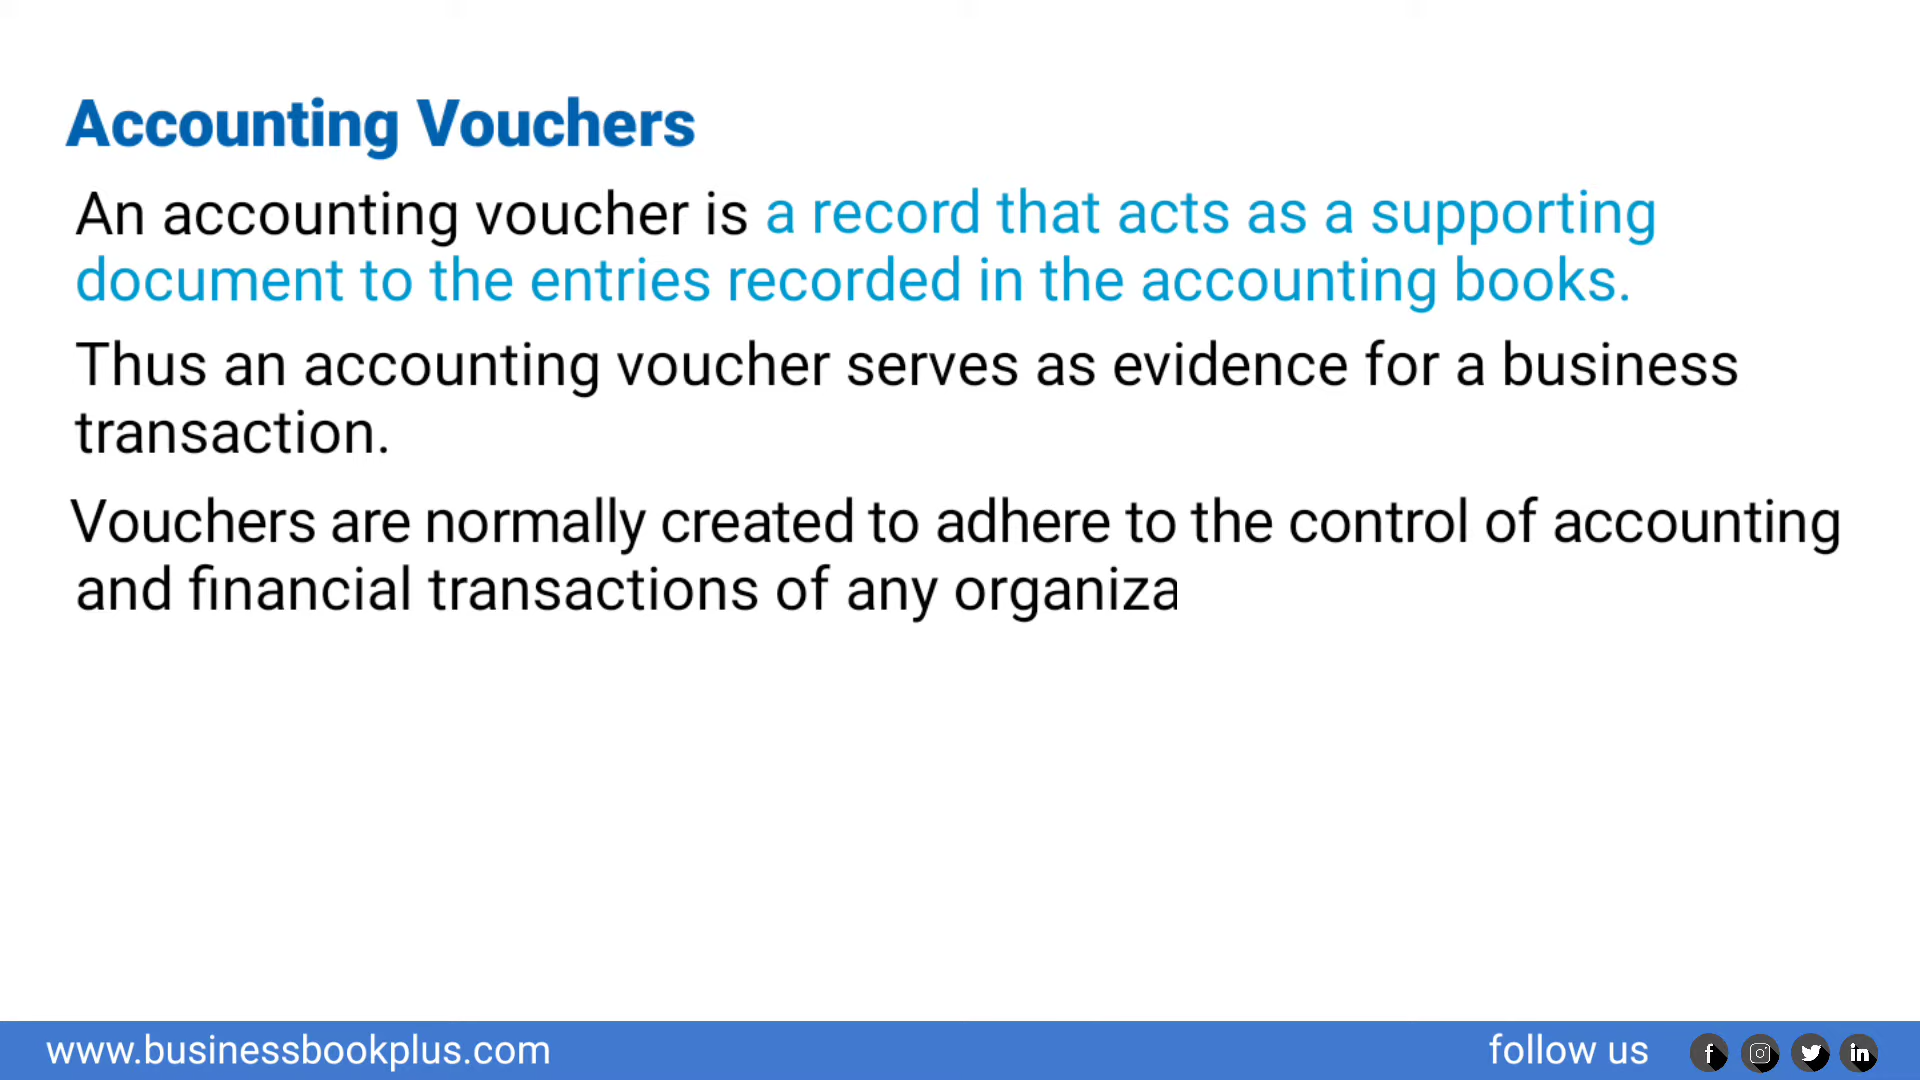 Accounting Vouchers
An accounting voucher is a record that acts as a supporting
document to the entries recorded in the accounting books.
Thus an accounting voucher serves as evidence for a business
transaction.
Vouchers are normally created to adhere to the control of accounting
and financial transactions of any organiza
www.businessbookplus.com
follow us